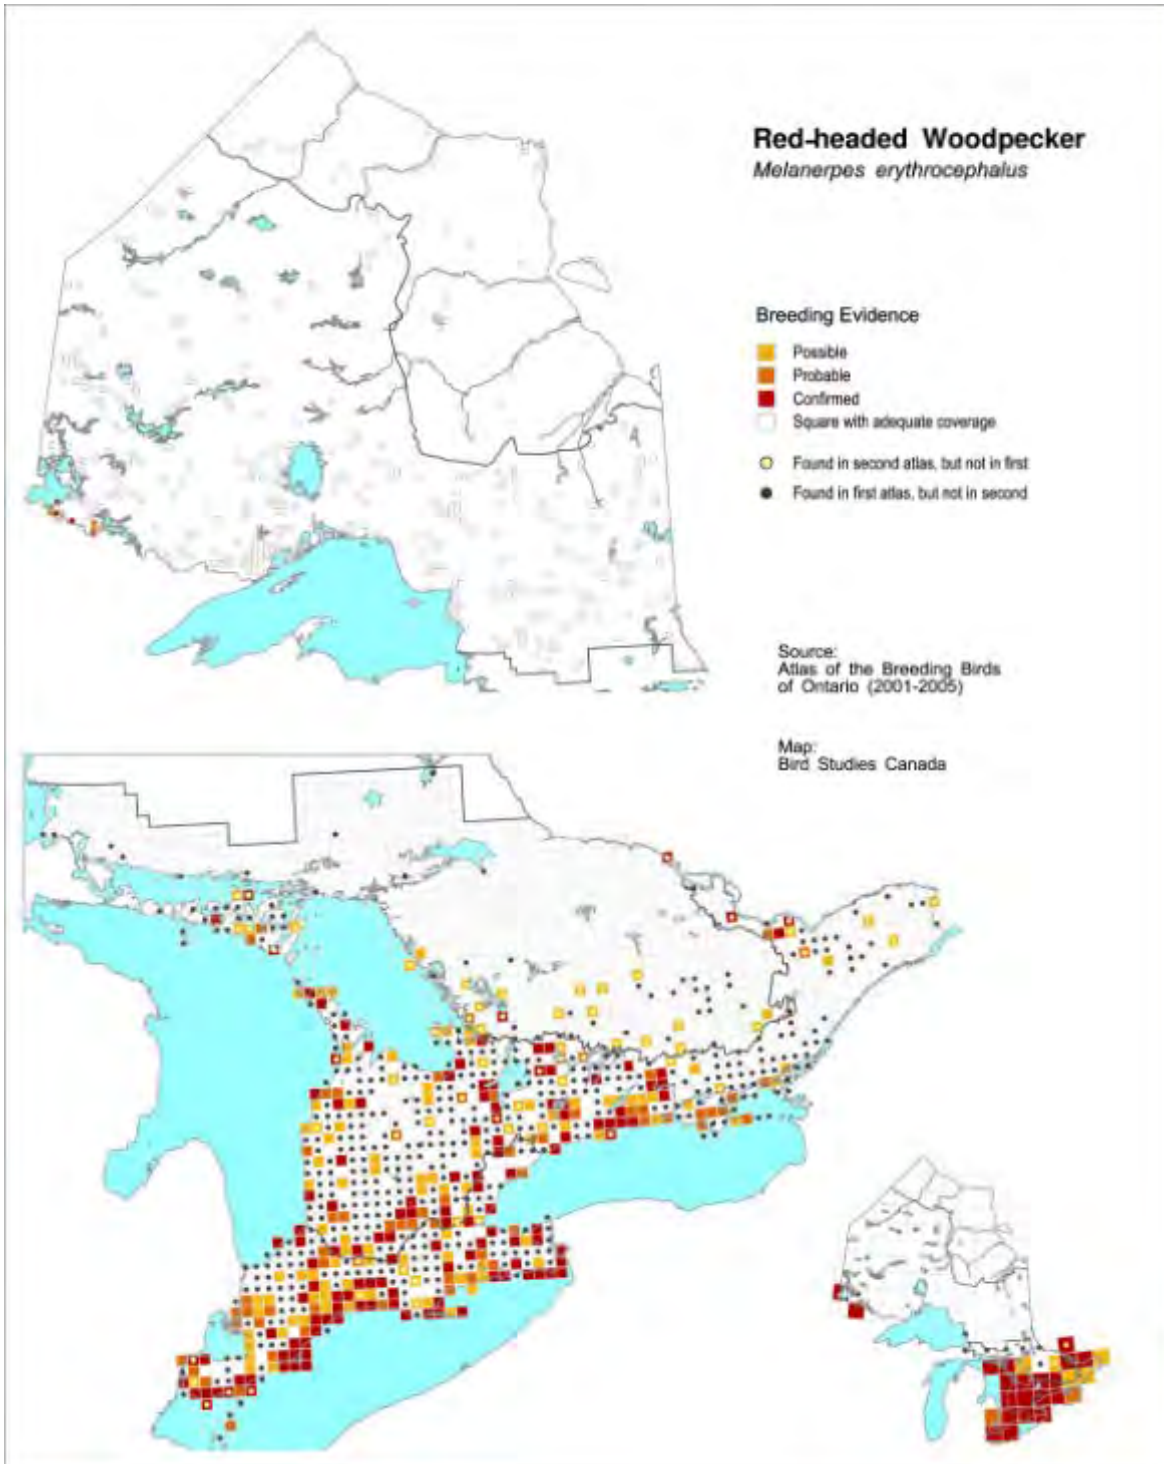 Red-headed Woodpecker
Melanerpes erythrocephalus
Breeding Evidence
Possible
Probable
Confirmed
Square with adequate coverage
Found in second atlas, but not in first
Found in first atlas, but not in second
Source:
Atlas of the Breeding Birds
of Ontario (2001-2005)
Map:
Bird Studies Canada